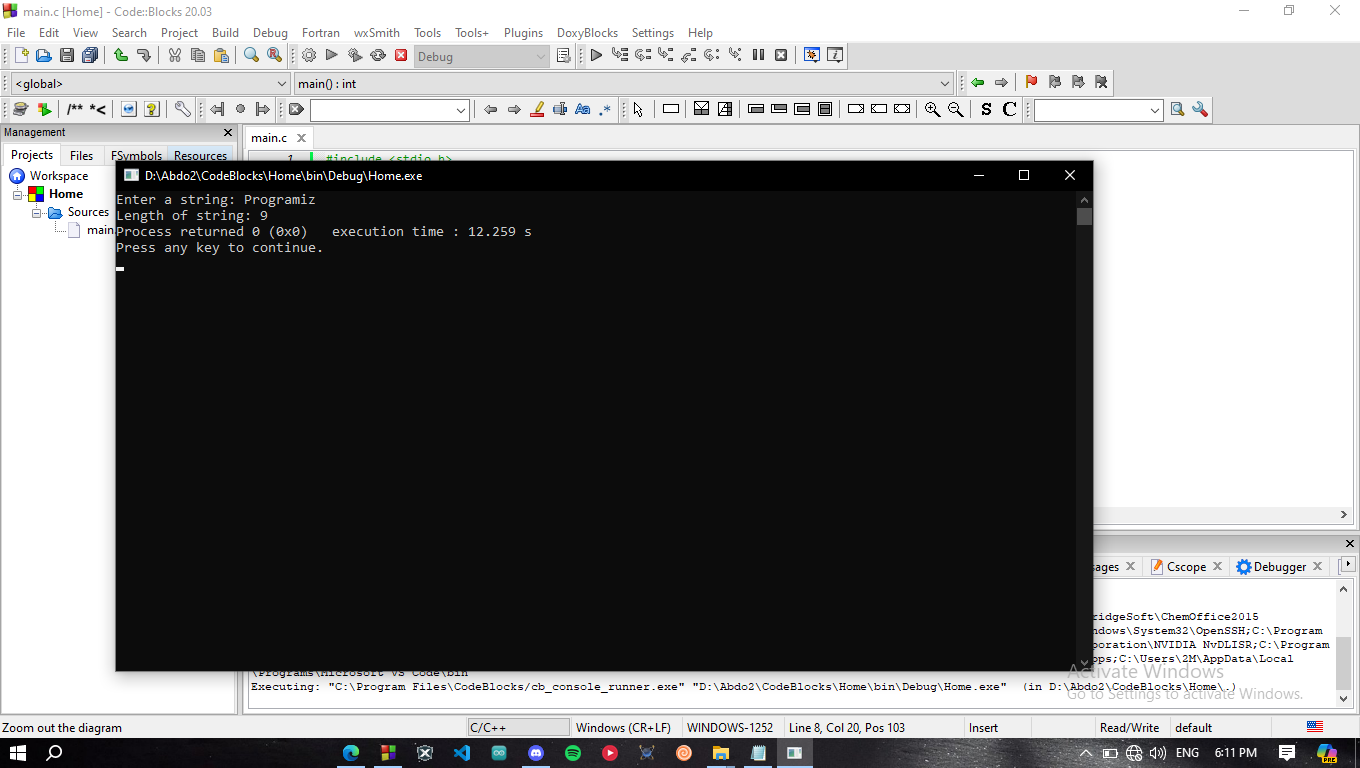 main.c [Home] - Code::Blocks 20.03
File Edit View Search Project Build Debug Fortran wxSmith Tools Tools+ Plugins DoxyBlocks Settings Help
Debug
<global> main() : int
/** *< Aa .* S C
Management
main.c
Projects Files FSymbols Resources
1 #include <stdio.h>
Workspace
Home
Sources
main.
D:\Abdo2\CodeBlocks\Home\bin\Debug\Home.exe
Enter a string: Programiz
Length of string: 9
Process returned 0 (0x0)   execution time : 12.259 s
Press any key to continue.
Cscope Debugger
ridgeSoft\ChemOffice2015
ndows\System32\OpenSSH;C:\Program
poration\NVIDIA NvDLISR;C:\Program
ops;C:\Users\2M\AppData\Local
\Programs\Microsoft VS Code\bin
Executing: "C:\Program Files\CodeBlocks/cb_console_runner.exe" "D:\Abdo2\CodeBlocks\Home\bin\Debug\Home.exe"  (in D:\Abdo2\CodeBlocks\Home\.)
Activate Windows
Go to Settings to activate Windows.
Zoom out the diagram C/C++ Windows (CR+LF) WINDOWS-1252 Line 8, Col 20, Pos 103 Insert Read/Write default
ENG 6:11 PM PRE